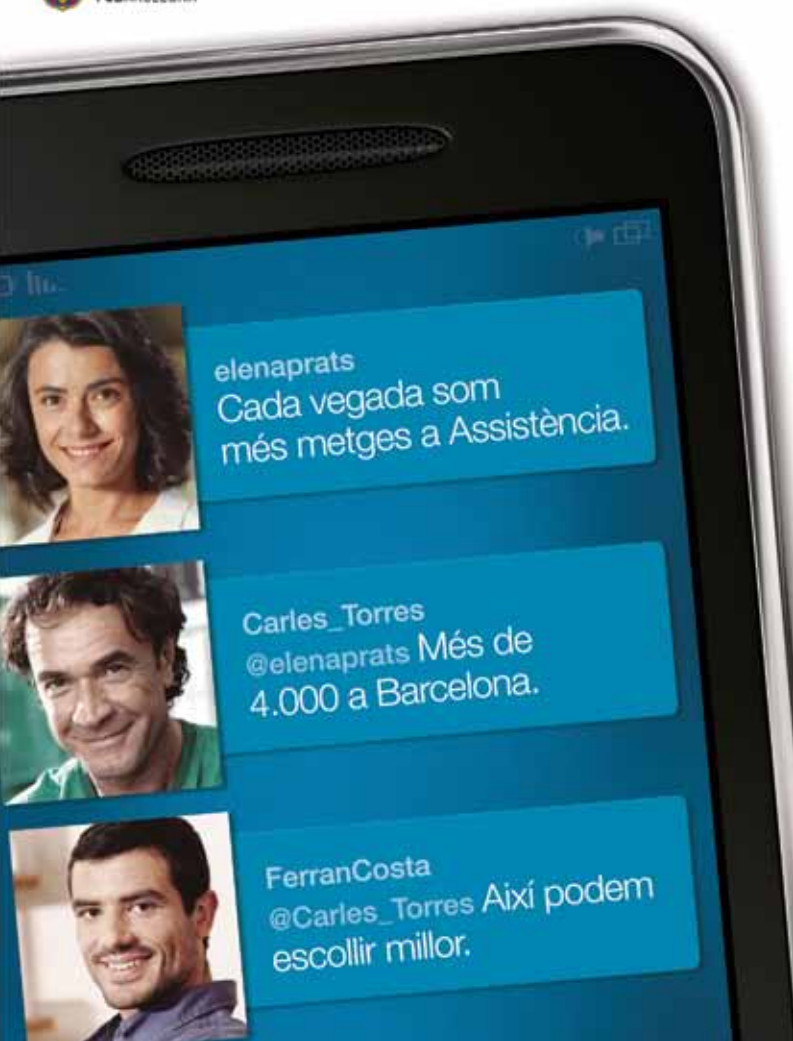 elenaprats
Cada vegada som
més metges a Assistència.
Carles_Torres
@elenaprats Més de
4.000 a Barcelona.
FerranCosta
@Carles_Torres Així podem
escollir millor.